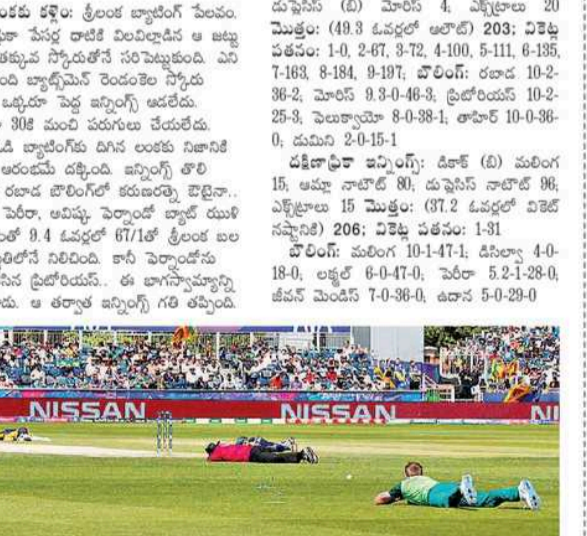 లంకకు కళ్లెం: శ్రీలంక బ్యాటింగ్ పేలవం.
పేసర్ల ధాటికి విలవిల్లాడిన ఆ జట్టు
తక్కువ స్కోరుతోనే సరిపెట్టుకుంది. ఎని
మంది బ్యాట్స్‌మెన్ రెండంకెల స్కోరు
ఒక్కరూ పెద్ద ఇన్నింగ్స్ ఆడలేదు.
30కి మంచి పరుగులు చేయలేదు.
బ్యాటింగ్‌కు దిగిన లంకకు నిజానికి
ఆరంభమే దక్కింది. ఇన్నింగ్స్ తొలి
రబాడ బౌలింగ్‌లో కరుణరత్నె ఔటైనా..
పెరీరా, అవిష్క ఫెర్నాండో బ్యాట్ ఝుళి
తో 9.4 ఓవర్లలో 67/1తో శ్రీలంక బల
తిలోనే నిలిచింది. కానీ ఫెర్నాండోను
సిన ప్రిటోరియస్.. ఈ భాగస్వామ్యాన్ని
డు. ఆ తర్వాత ఇన్నింగ్స్ గతి తప్పింది.
డుప్లెసిస్ (బి) మోరిస్ 4; ఎక్స్‌ట్రాలు 20
మొత్తం: (49.3 ఓవర్లలో ఆలౌట్) 203; వికెట్ల
పతనం: 1-0, 2-67, 3-72, 4-100, 5-111, 6-135,
7-163, 8-184, 9-197; బౌలింగ్: రబాడ 10-2-
36-2; మోరిస్ 9.3-0-46-3; ప్రిటోరియస్ 10-2-
25-3; ఫెలుక్వాయో 8-0-38-1; తాహిర్ 10-0-36-
0; డుమిని 2-0-15-1
దక్షిణాఫ్రికా ఇన్నింగ్స్: డికాక్ (బి) మలింగ
15; ఆమ్లా నాటౌట్ 80; డుప్లెసిస్ నాటౌట్ 96;
ఎక్స్‌ట్రాలు 15 మొత్తం: (37.2 ఓవర్లలో వికెట్
నష్టానికి) 206; వికెట్ల పతనం: 1-31
బౌలింగ్: మలింగ 10-1-47-1; డిసిల్వా 4-0-
18-0; లక్మల్ 6-0-47-0; పెరీరా 5.2-1-28-0;
జీవన్ మెండిస్ 7-0-36-0; ఉదాన 5-0-29-0
NISSAN NISSAN NI